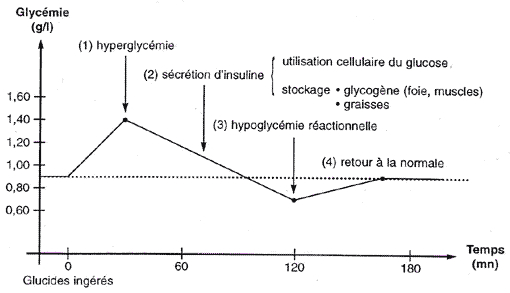 Glycémie
(g/l)
(1) hyperglycémie
(2) sécrétion d'insuline
utilisation cellulaire du glucose
stockage • glycogène (foie, muscles)
• graisses
(3) hypoglycémie réactionnelle
(4) retour à la normale
1,60
1,40
1,20
1,00
0,80
0,60
0
60
120
180
Temps
(mn)
Glucides ingérés